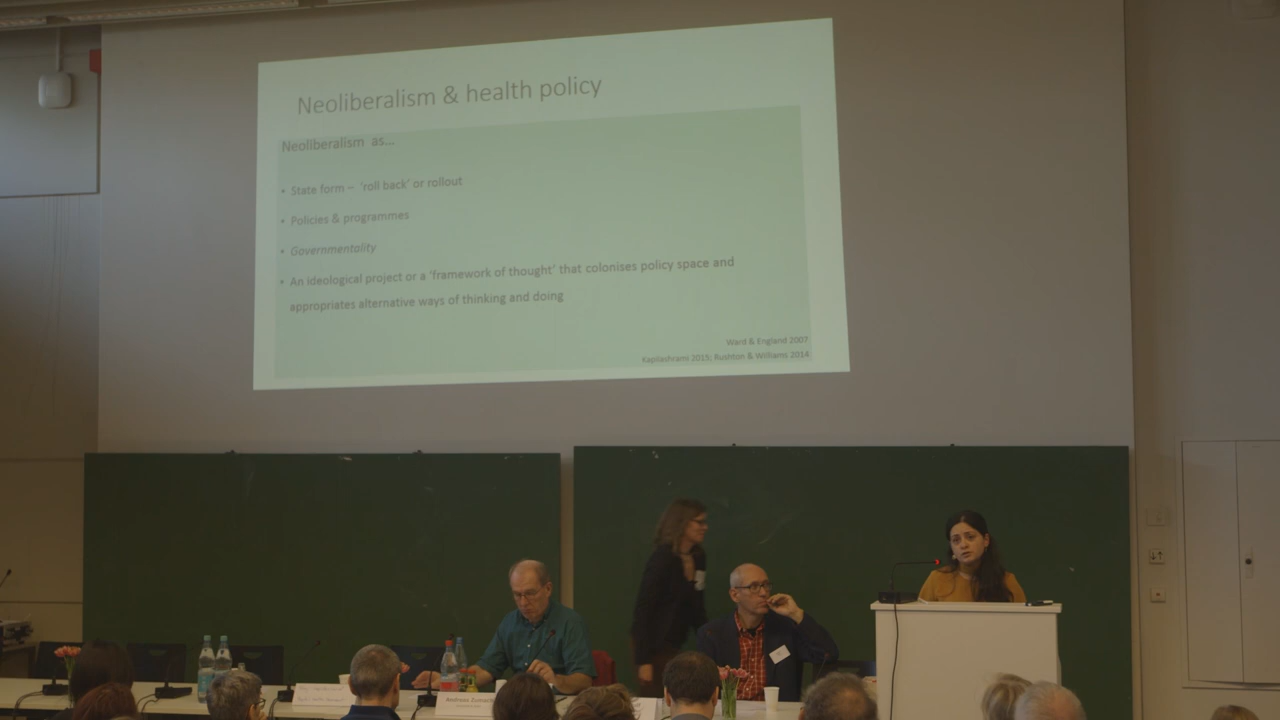 Neoliberalism & health policy
Neoliberalism as...
• State form – 'roll back' or rollout
• Policies & programmes
• Governmentality
• An ideological project or a 'framework of thought' that colonises policy space and
appropriates alternative ways of thinking and doing
Ward & England 2007
Kapilashrami 2015; Rushton & Williams 2014
Andreas